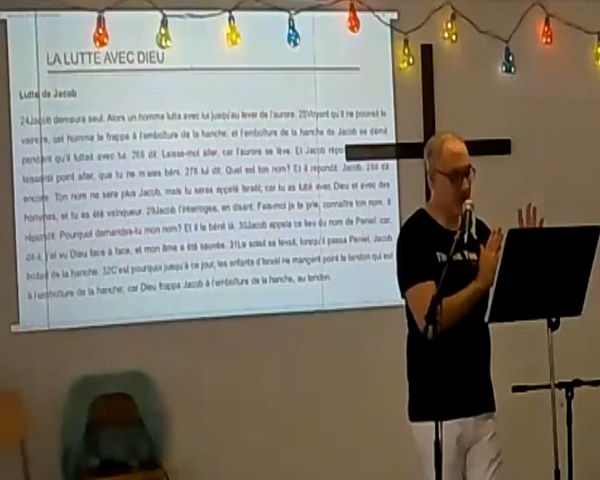 LA LUTTE AVEC DIEU
Lutte de Jacob
24Jacob demeura seul. Alors un homme lutta avec lui jusqu'au lever de l'aurore. 25Voyant qu'il ne pouvait le
vaincre, cet homme le frappa à l'emboîture de la hanche; et l'emboîture de la hanche de Jacob se démit
pendant qu'il luttait avec lui. 26Il dit: Laisse-moi aller, car l'aurore se lève. Et Jacob
laisserai point aller, que tu ne m'aies béni. 27Il lui dit: Quel est ton nom? Et il répondit: Jacob. 28Il dit
encore: Ton nom ne sera plus Jacob, mais tu seras appelé Israël; car tu as lutté avec Dieu et avec des
hommes, et tu as été vainqueur. 29Jacob l'interrogea, en disant: Fais-moi je te prie, connaître ton nom. Il
répondit: Pourquoi demandes-tu mon nom? Et il le bénit là. 30Jacob appela ce lieu du nom de Peniel: car,
dit-il, j'ai vu Dieu face à face, et mon âme a été sauvée. 31Le soleil se levait, lorsqu'il passa Peniel. Jacob
boitait de la hanche. 32C'est pourquoi jusqu'à ce jour, les enfants d'Israël ne mangent point le tendon qui est
à l'emboîture de la hanche; car Dieu frappa Jacob à l'emboîture de la hanche, au tendon.